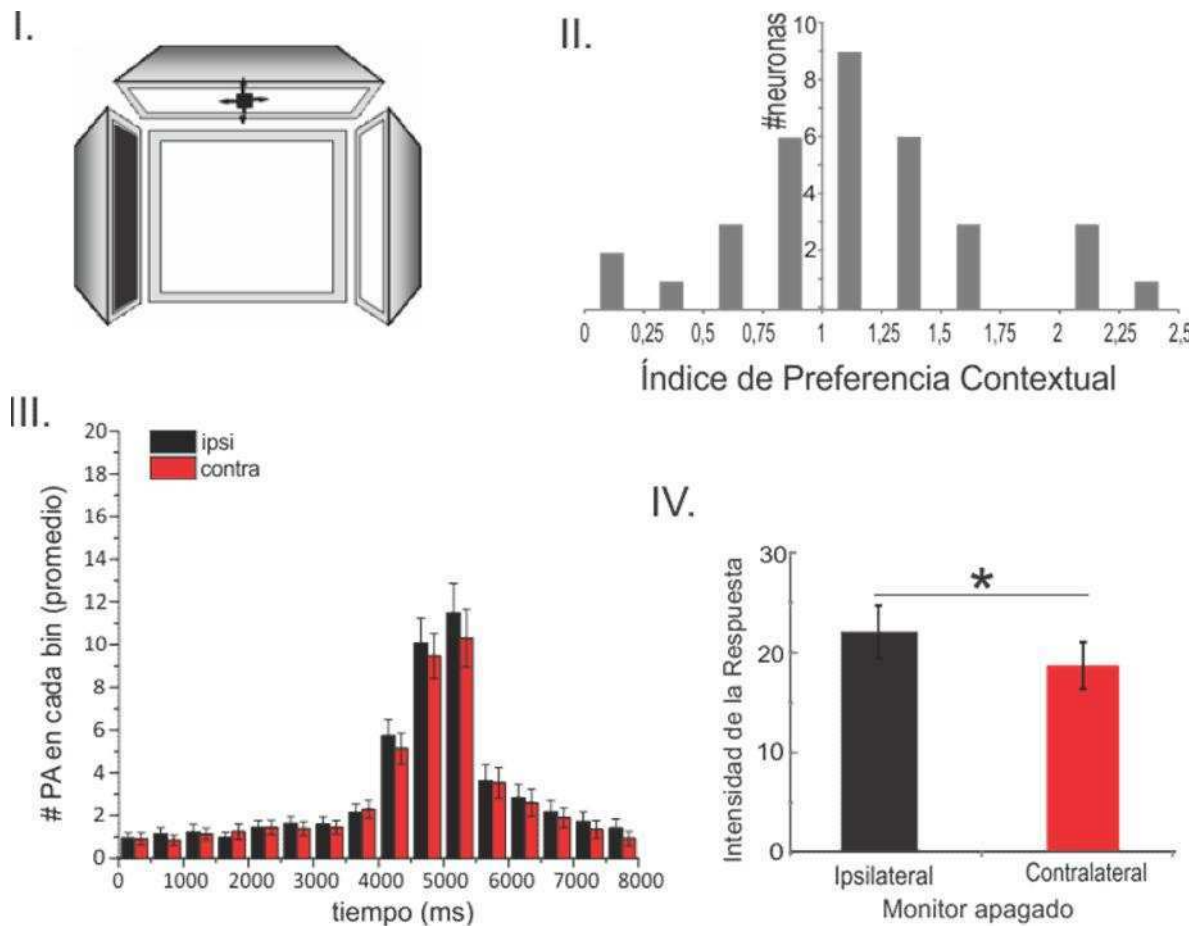 I.
II.
#neuronas
10
8
6
4
2
0 0,25 0,5 0,75 1 1,25 1,5 1,75 2 2,25 2,5
Índice de Preferencia Contextual
III.
# PA en cada bin (promedio)
20
18
16
14
12
10
8
6
4
2
0
ipsi
contra
0 1000 2000 3000 4000 5000 6000 7000 8000
tiempo (ms)
IV.
Intensidad de la Respuesta
30
20
10
0
*
Ipsilateral Contralateral
Monitor apagado